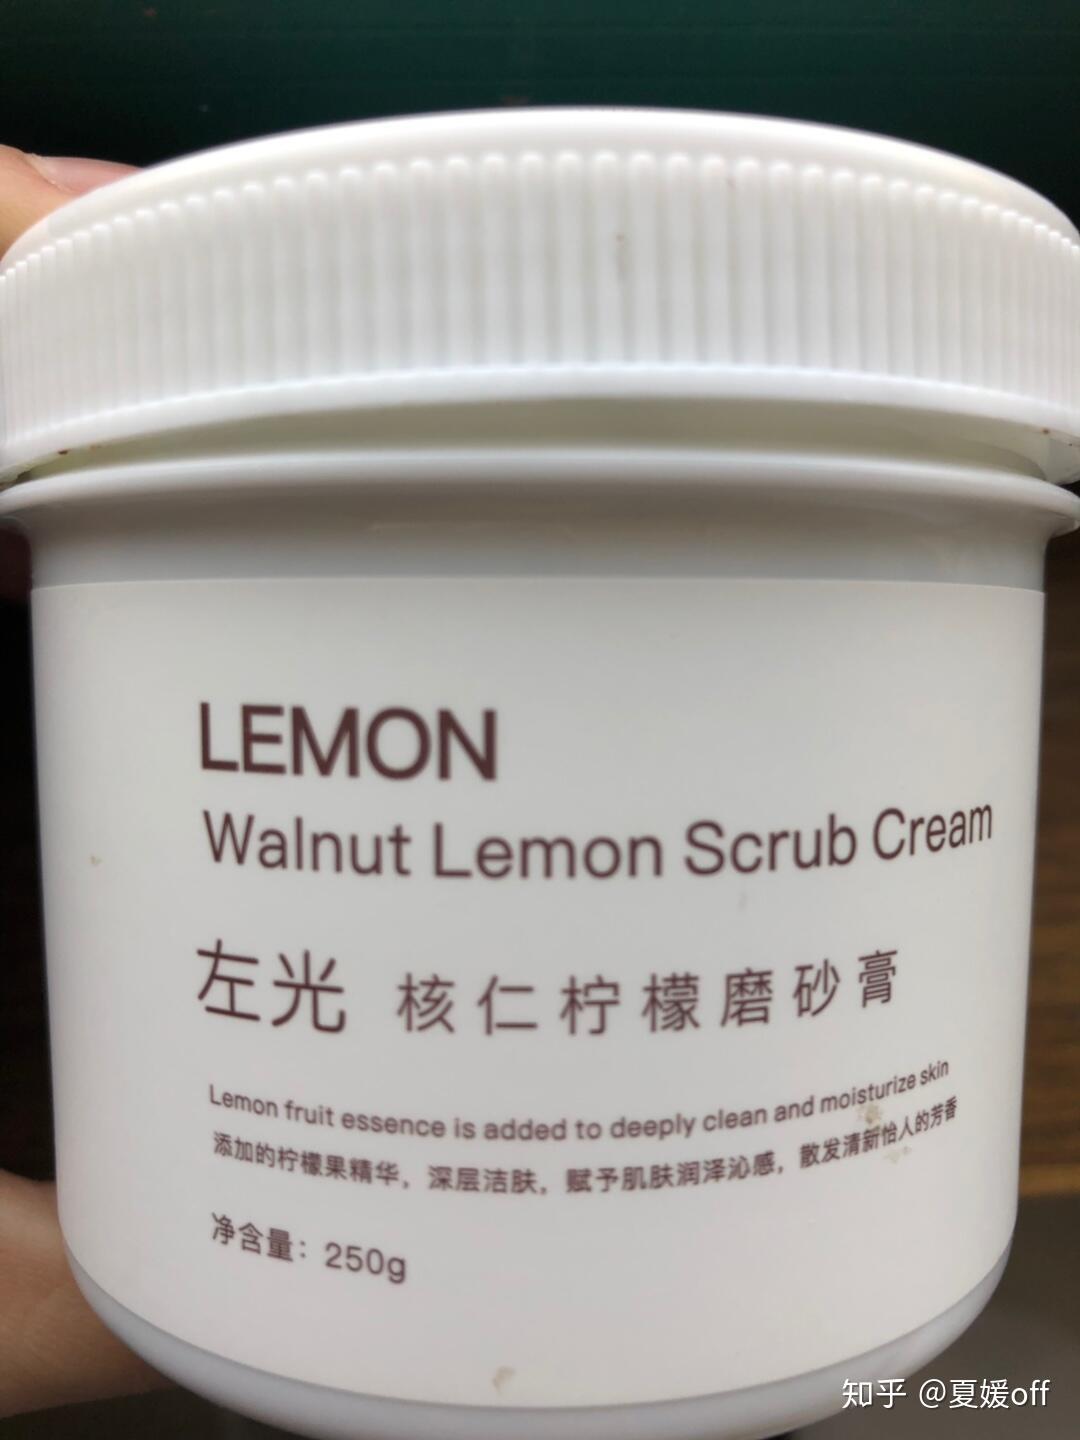 LEMON
Walnut Lemon Scrub Cream
左光 核仁柠檬磨砂膏
Lemon fruit essence is added to deeply clean and moisturize skin
添加的柠檬果精华，深层洁肤，赋予肌肤润泽沁感，散发清新怡人的芳香
净含量：250g
知乎 @夏媛off